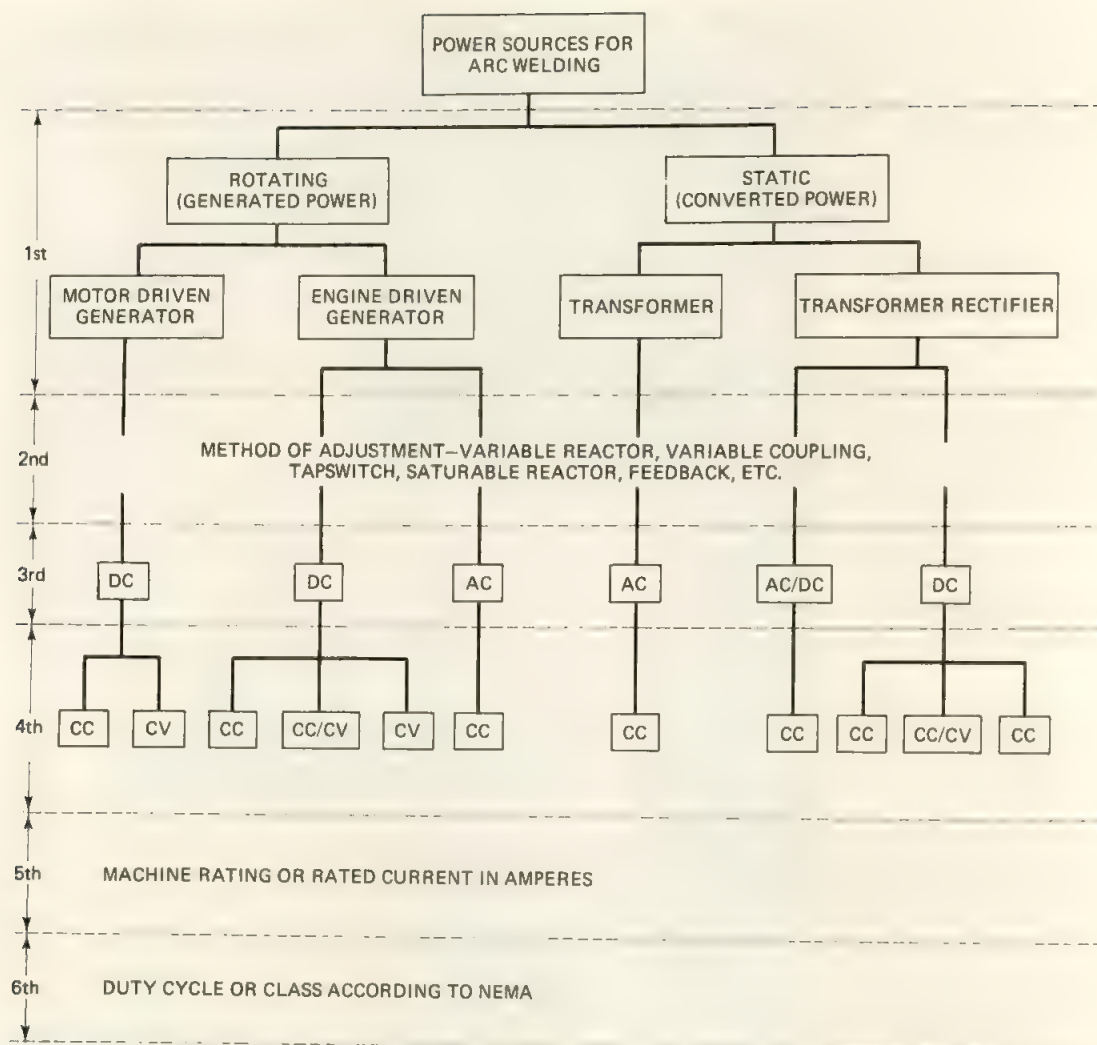 POWER SOURCES FOR
ARC WELDING
ROTATING
(GENERATED POWER)
STATIC
(CONVERTED POWER)
1st
MOTOR DRIVEN
GENERATOR
ENGINE DRIVEN
GENERATOR
TRANSFORMER
TRANSFORMER RECTIFIER
2nd
METHOD OF ADJUSTMENT—VARIABLE REACTOR, VARIABLE COUPLING,
TAPSWITCH, SATURABLE REACTOR, FEEDBACK, ETC.
3rd
DC
DC
AC
AC
AC/DC
DC
4th
CC
CV
CC
CC/CV
CV
CC
CC
CC
CC
CC/CV
CC
5th
MACHINE RATING OR RATED CURRENT IN AMPERES
6th
DUTY CYCLE OR CLASS ACCORDING TO NEMA